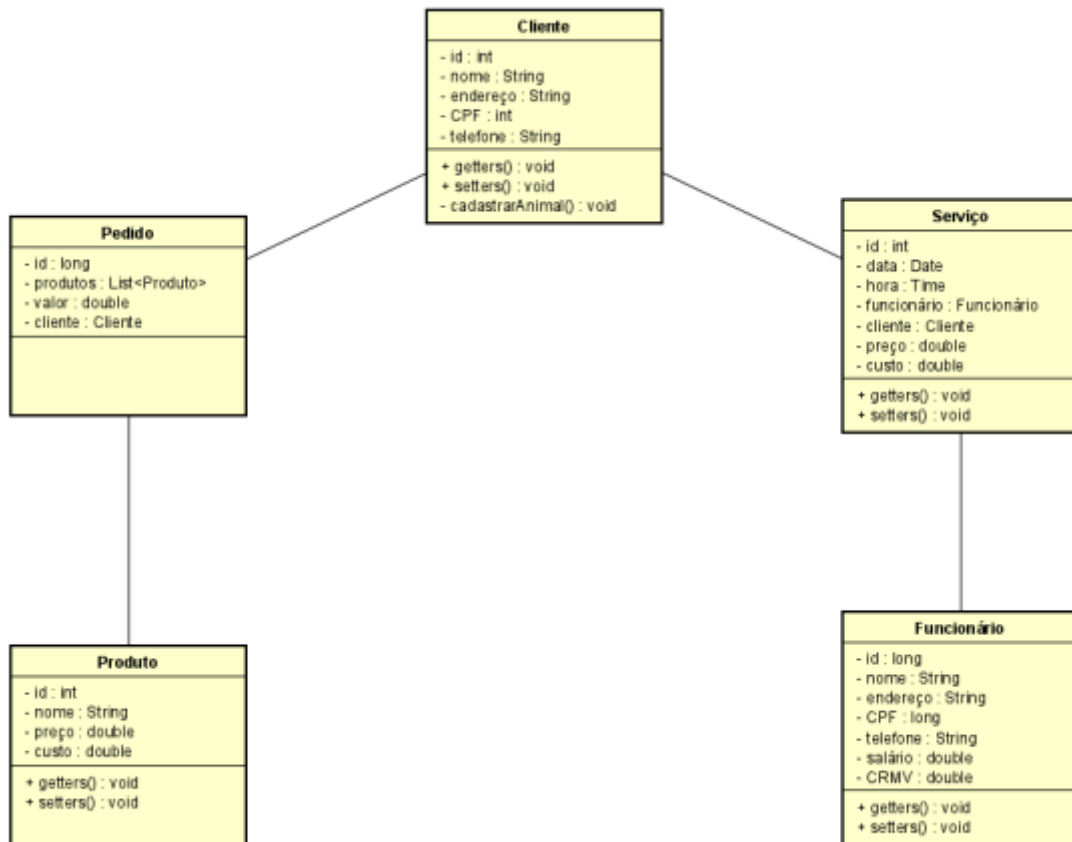 Cliente
- id : int
- nome : String
- endereço : String
- CPF : int
- telefone : String
+ getters() : void
+ setters() : void
- cadastrarAnimal() : void
Pedido
- id : long
- produtos : List<Produto>
- valor : double
- cliente : Cliente
Serviço
- id : int
- data : Date
- hora : Time
- funcionário : Funcionário
- cliente : Cliente
- preço : double
- custo : double
+ getters() : void
+ setters() : void
Produto
- id : int
- nome : String
- preço : double
- custo : double
+ getters() : void
+ setters() : void
Funcionário
- id : long
- nome : String
- endereço : String
- CPF : long
- telefone : String
- salário : double
- CRMV : double
+ getters() : void
+ setters() : void